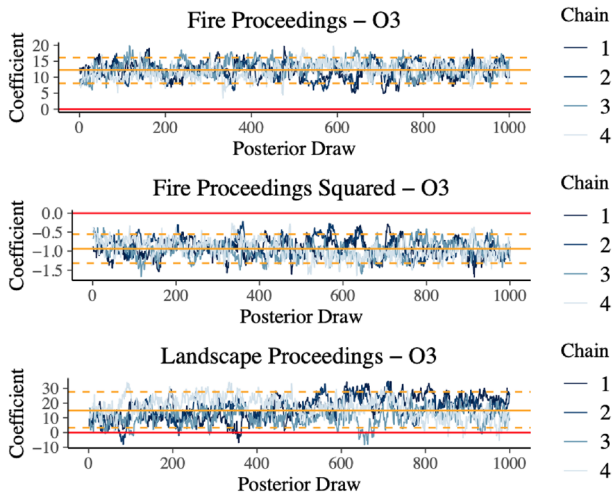 Fire Proceedings – O3
Coefficient
20
15
10
5
0
0 200 400 600 800 1000
Posterior Draw
Chain
1
2
3
4
Fire Proceedings Squared – O3
Coefficient
0.0
−0.5
−1.0
−1.5
0 200 400 600 800 1000
Posterior Draw
Chain
1
2
3
4
Landscape Proceedings – O3
Coefficient
30
20
10
0
−10
0 200 400 600 800 1000
Posterior Draw
Chain
1
2
3
4